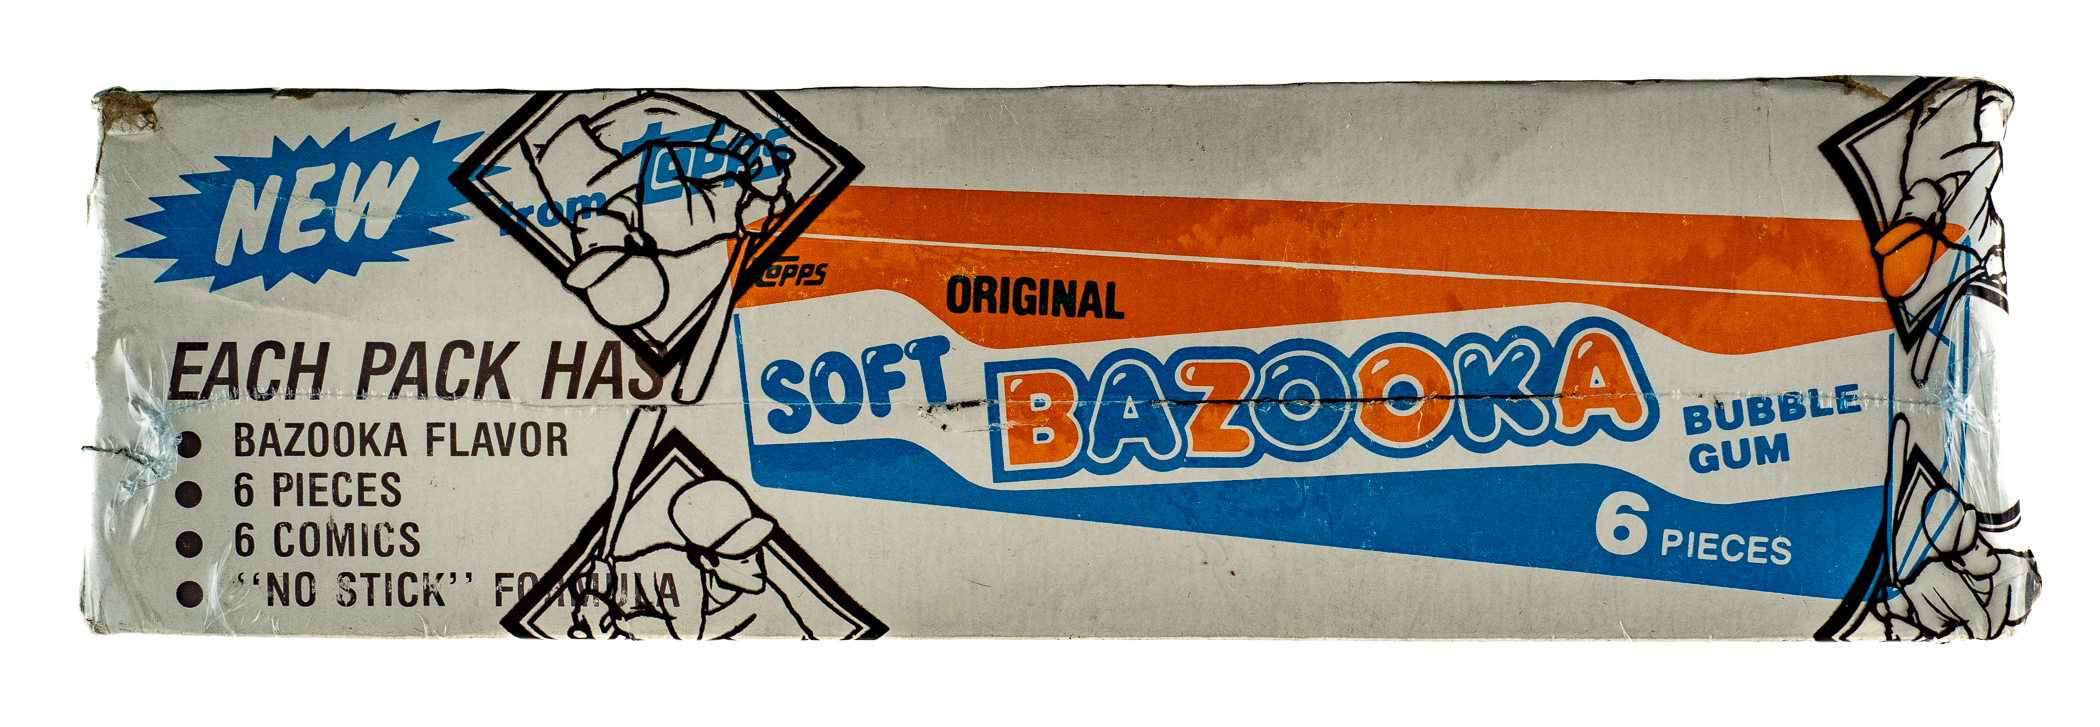 NEW
from Topps
EACH PACK HAS
● BAZOOKA FLAVOR
● 6 PIECES
● 6 COMICS
● ‘‘NO STICK’’ FORMULA
Topps
ORIGINAL
SOFT BAZOOKA
BUBBLE
GUM
6 PIECES